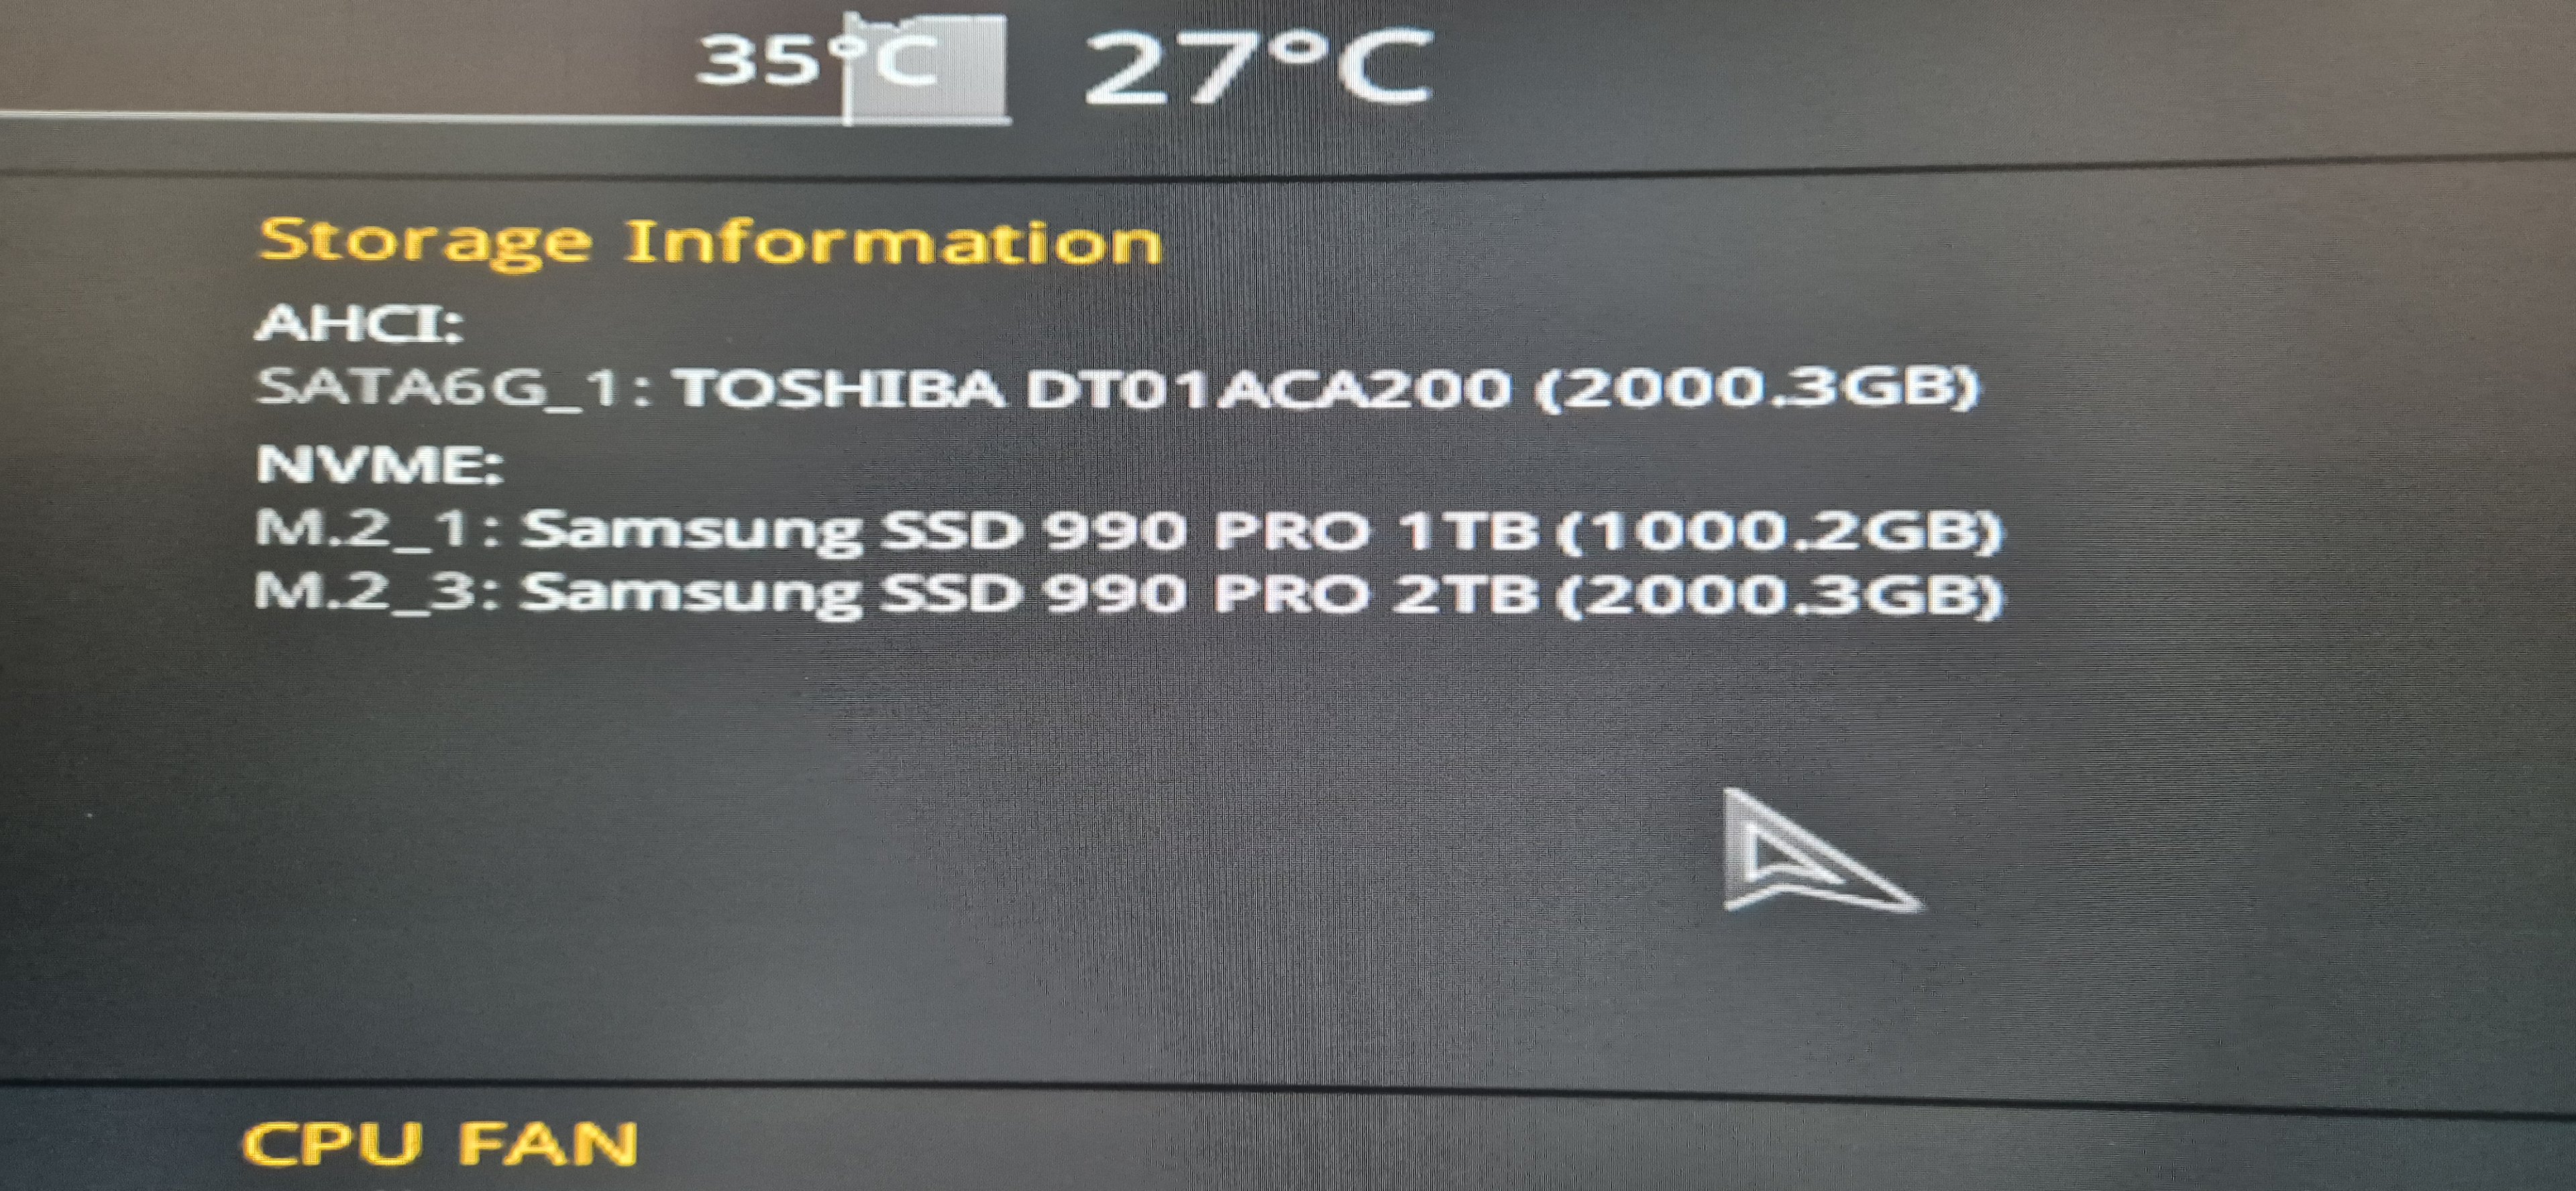 35°C 27°C
Storage Information
AHCI:
SATA6G_1: TOSHIBA DT01ACA200 (2000.3GB)
NVME:
M.2_1: Samsung SSD 990 PRO 1TB (1000.2GB)
M.2_3: Samsung SSD 990 PRO 2TB (2000.3GB)
CPU FAN